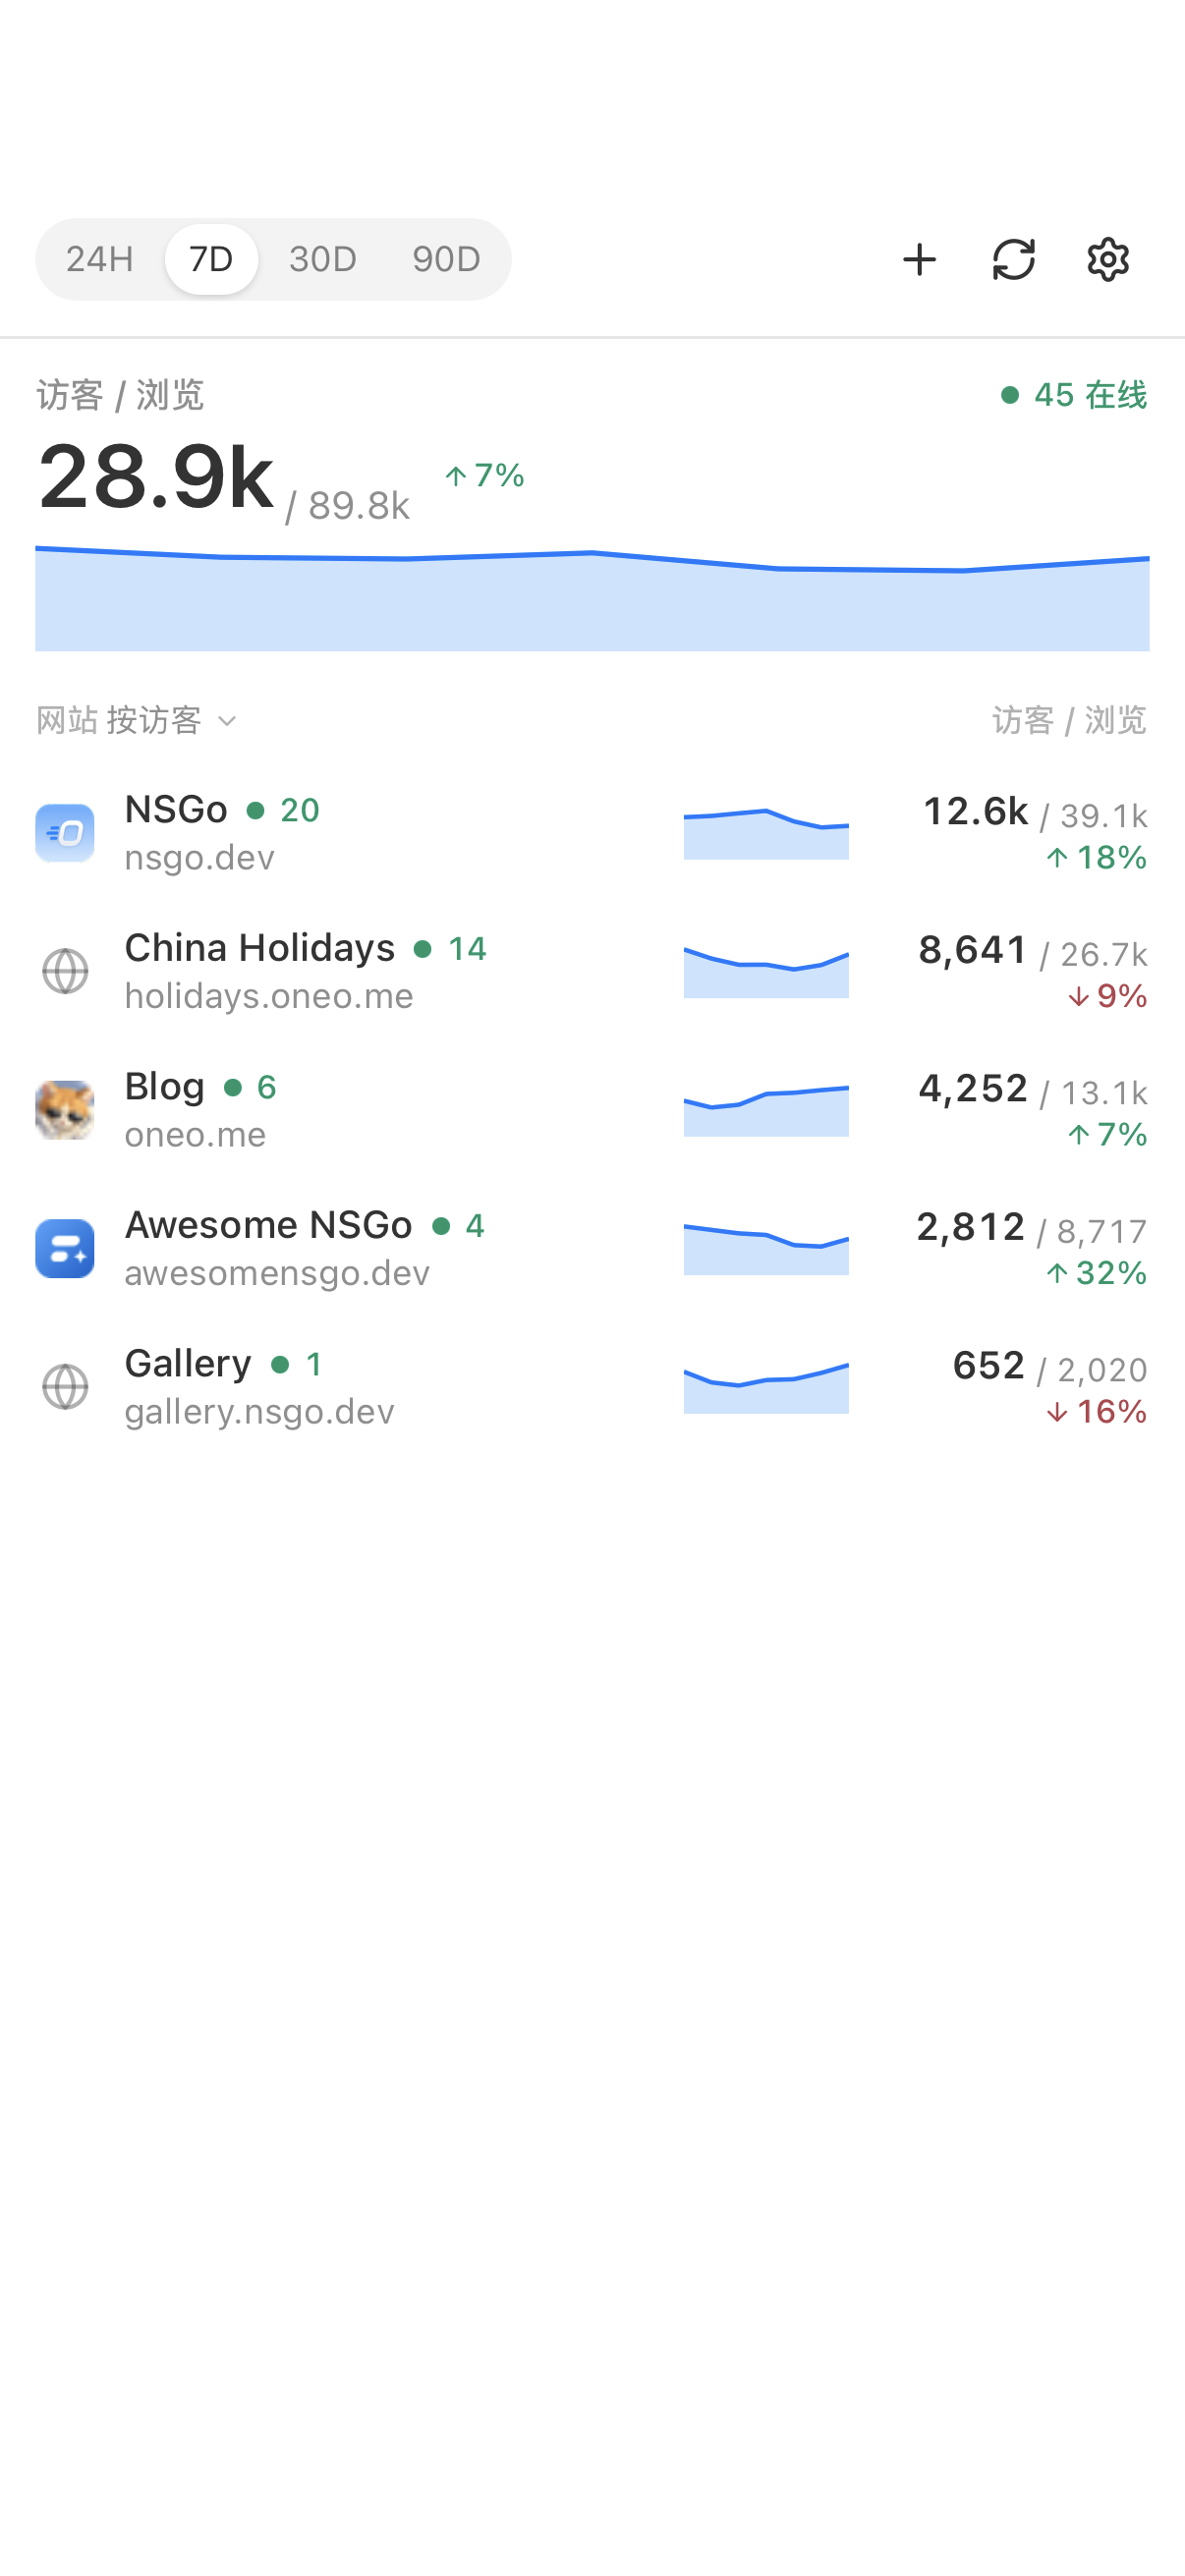 24H 7D 30D 90D
访客 / 浏览
45 在线
28.9k / 89.8k ↑ 7%
网站 按访客
访客 / 浏览
NSGo 20
nsgo.dev
12.6k / 39.1k
↑ 18%
China Holidays 14
holidays.oneo.me
8,641 / 26.7k
↓ 9%
Blog 6
oneo.me
4,252 / 13.1k
↑ 7%
Awesome NSGo 4
awesomensgo.dev
2,812 / 8,717
↑ 32%
Gallery 1
gallery.nsgo.dev
652 / 2,020
↓ 16%